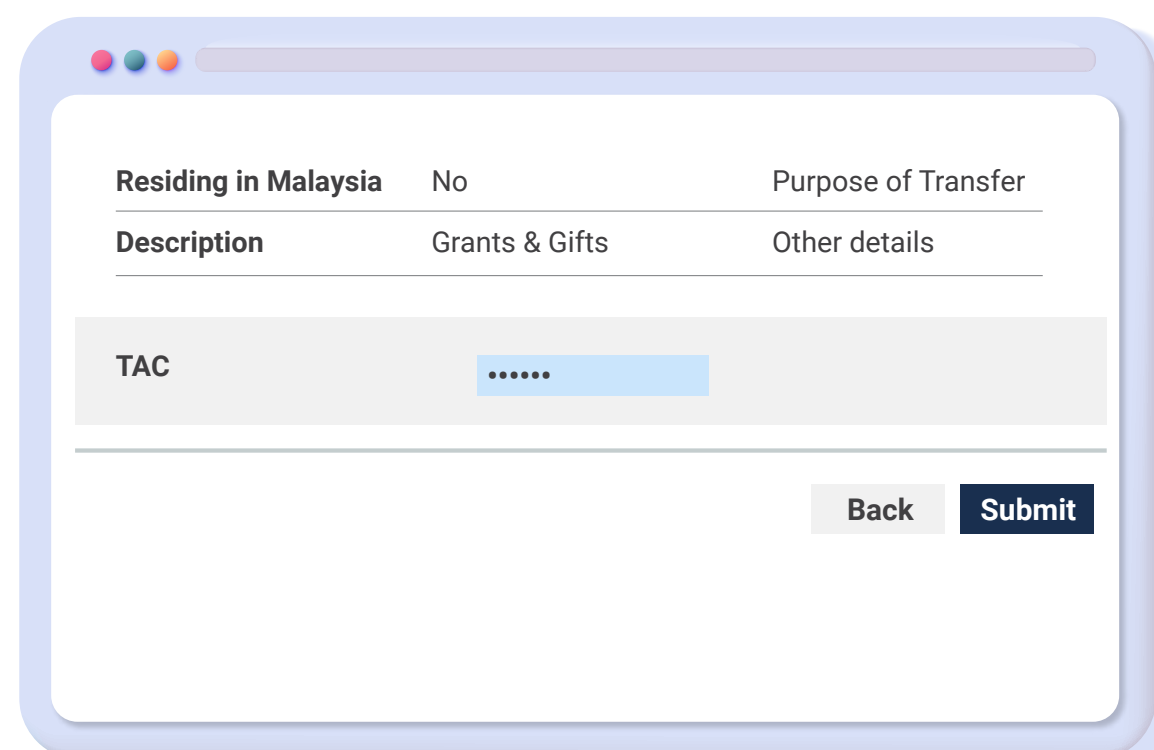 Residing in Malaysia No Purpose of Transfer
Description Grants & Gifts Other details
TAC ••••••
Back Submit